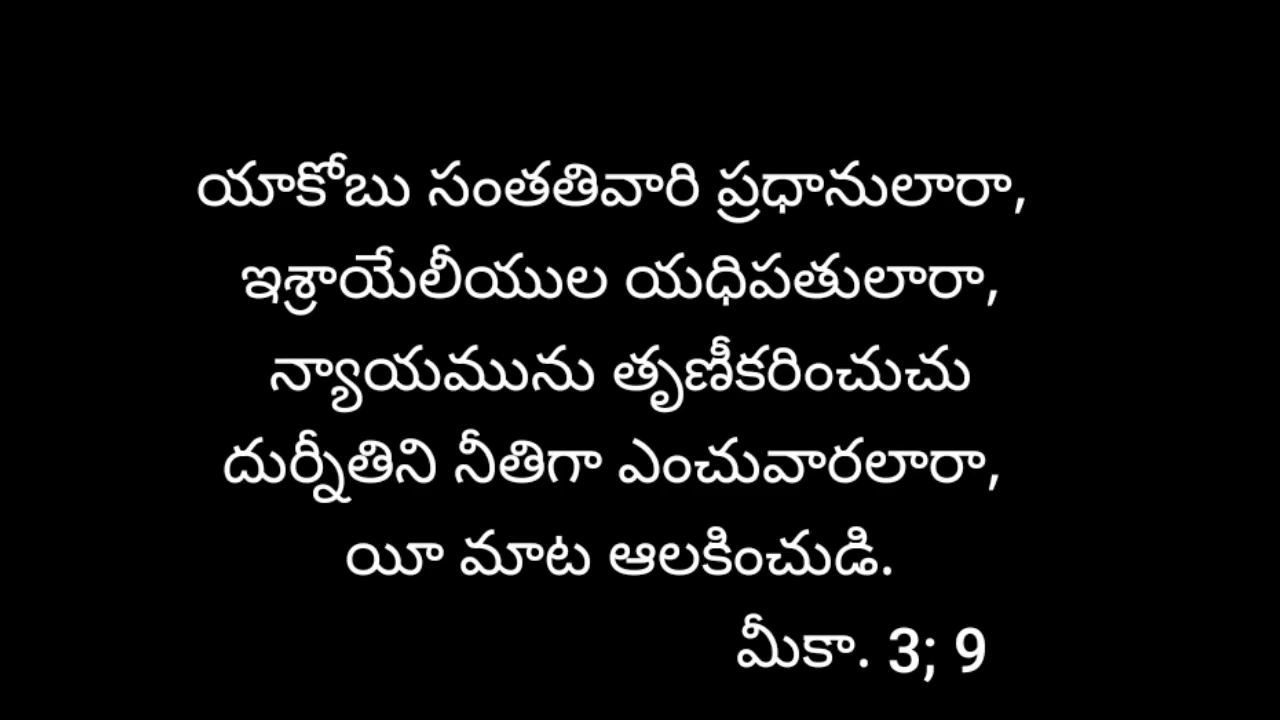 యాకోబు సంతతివారి ప్రధానులారా,
ఇశ్రాయేలీయుల యధిపతులారా,
న్యాయమును తృణీకరించుచు
దుర్నీతిని నీతిగా ఎంచువారలారా,
యీ మాట ఆలకించుడి.
మీకా. 3; 9